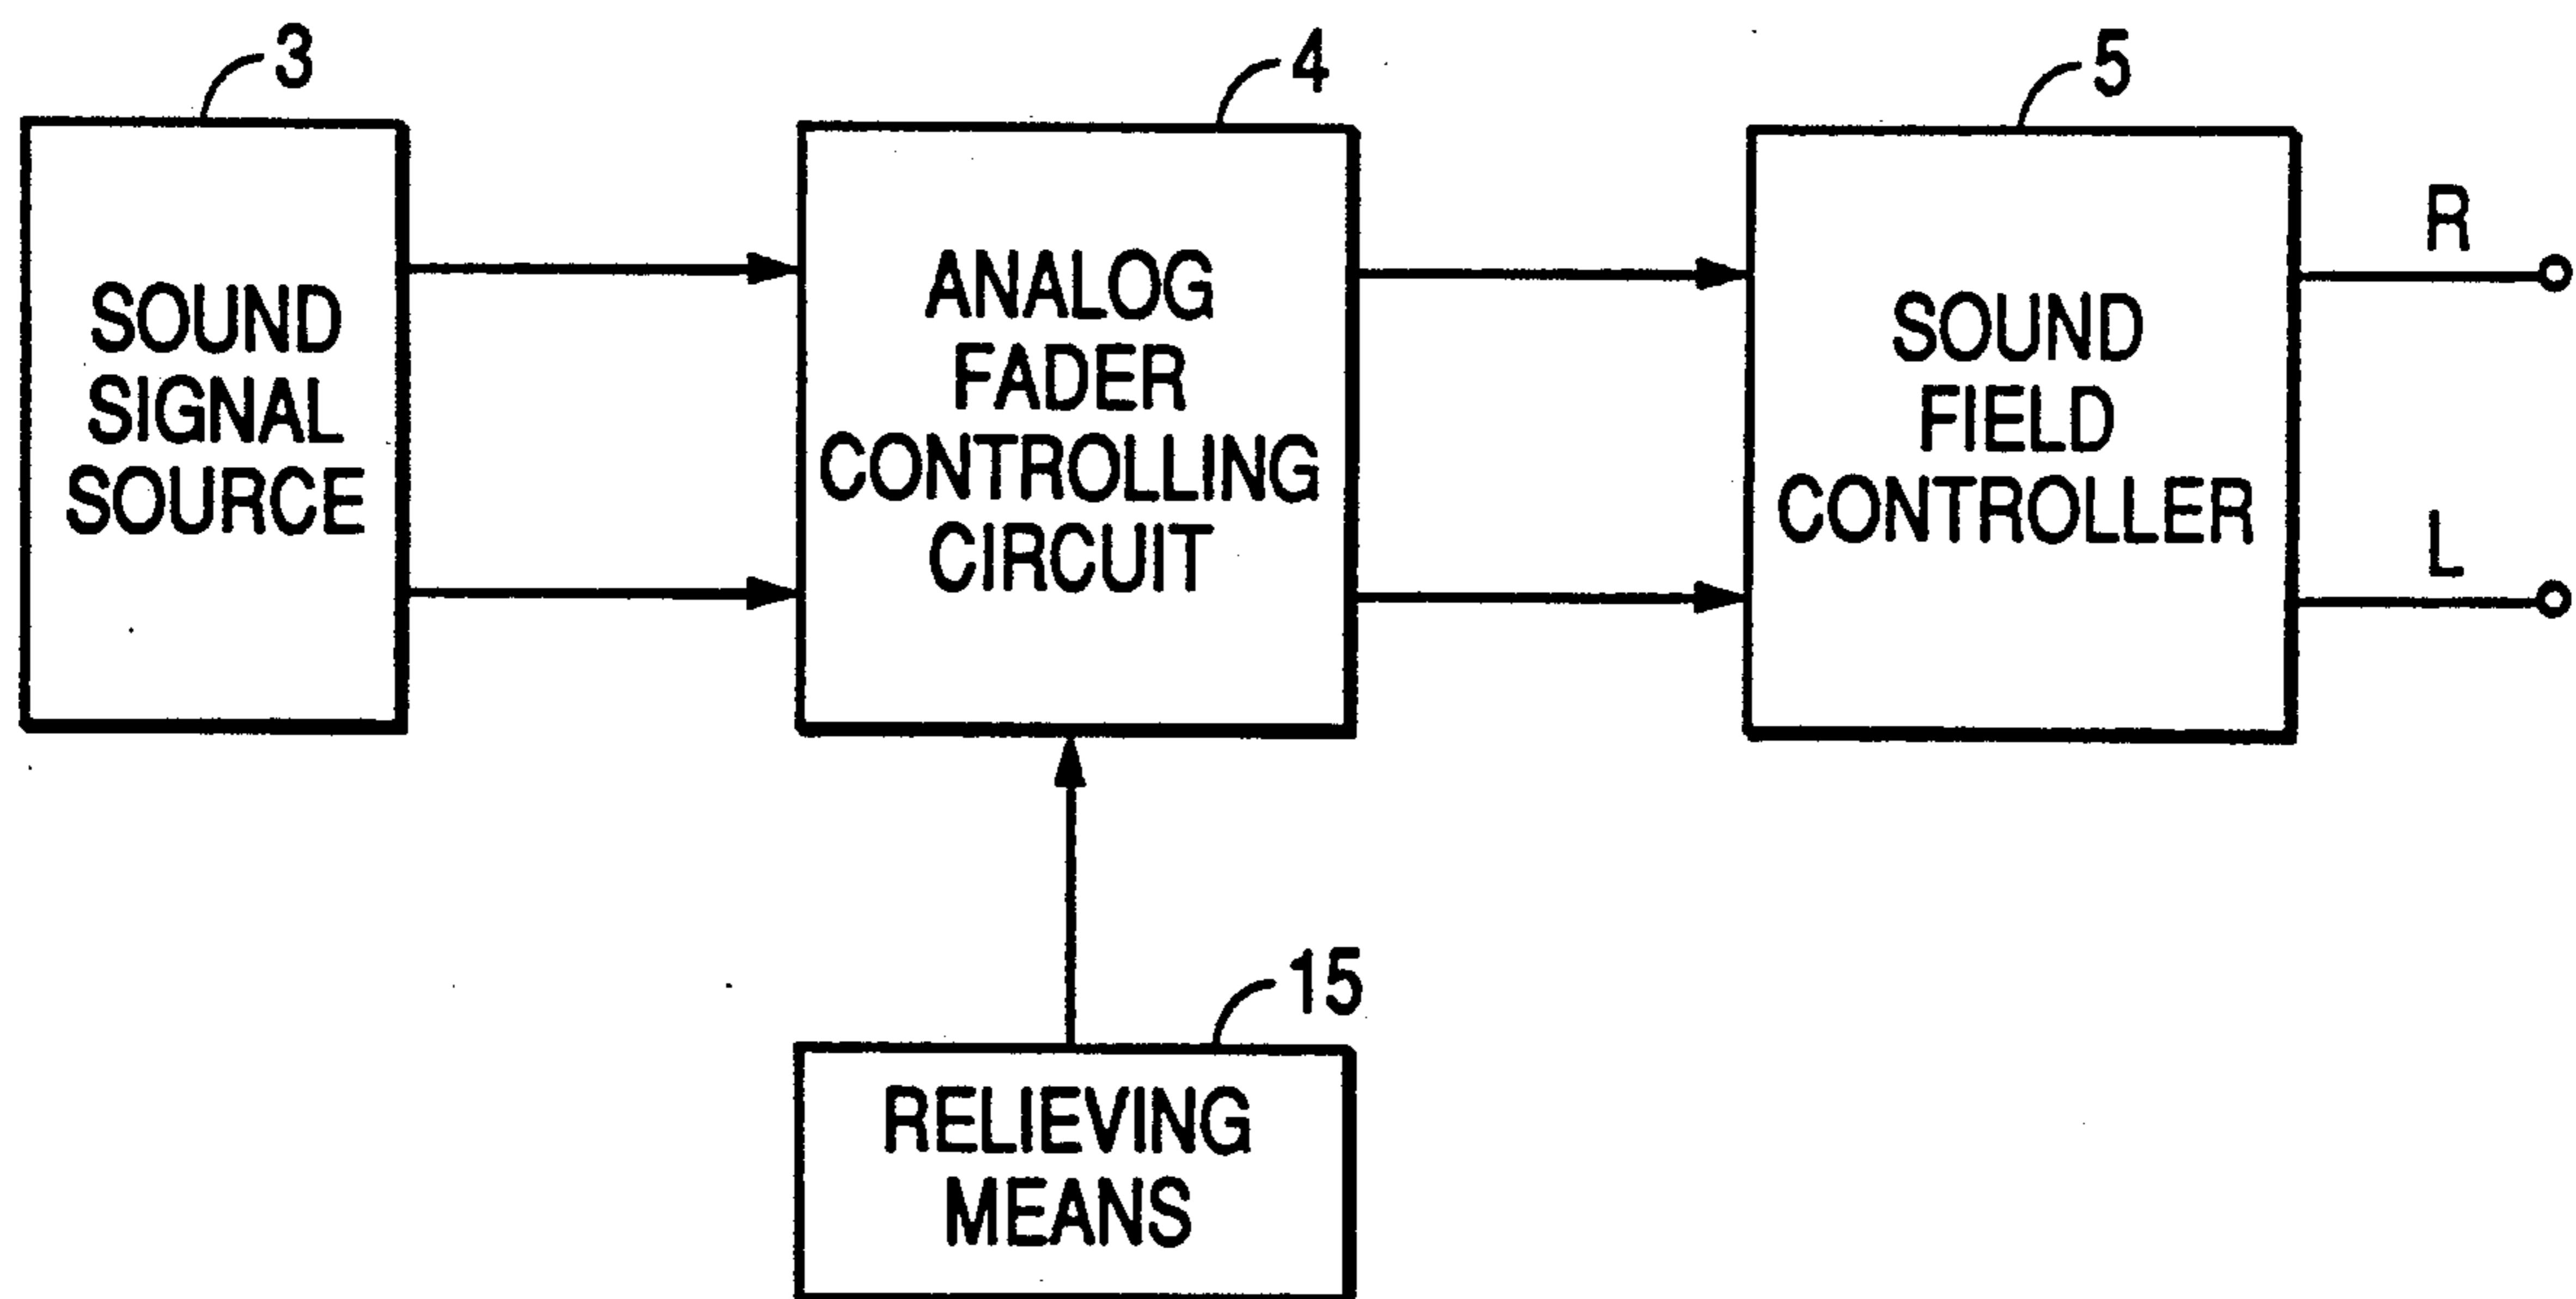 3
SOUND
SIGNAL
SOURCE
4
ANALOG
FADER
CONTROLLING
CIRCUIT
5
SOUND
FIELD
CONTROLLER
R
L
15
RELIEVING
MEANS